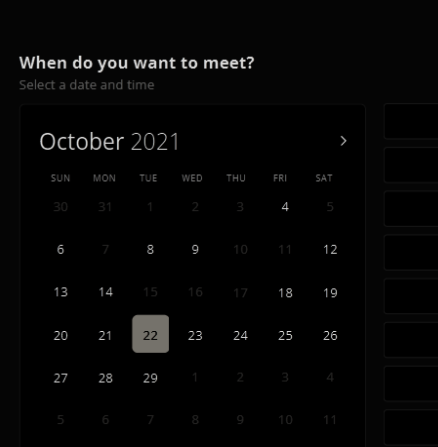 When do you want to meet?
Select a date and time
October 2021
SUN MON TUE WED THU FRI SAT
30 31 1 2 3 4 5
6 7 8 9 10 11 12
13 14 15 16 17 18 19
20 21 22 23 24 25 26
27 28 29 1 2 3 4
5 6 7 8 9 10 11